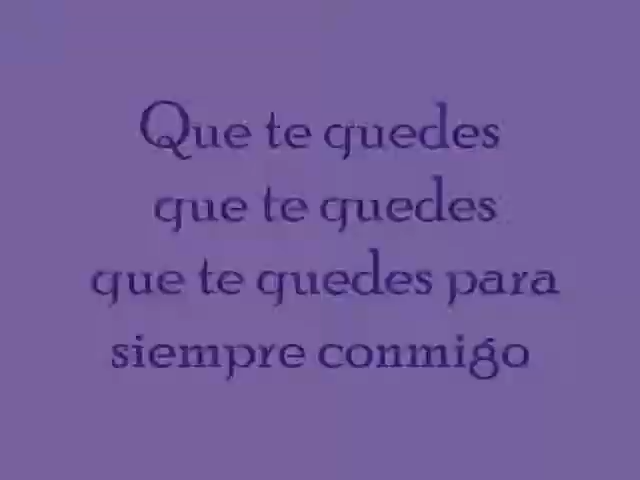 Que te quedes
que te quedes
que te quedes para
siempre conmigo